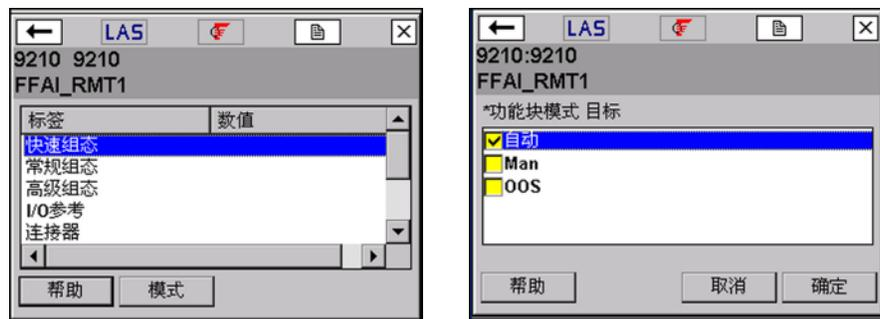 LAS
9210 9210
FFAI_RMT1
标签 数值
快速组态
常规组态
高级组态
I/O参考
连接器
帮助 模式
LAS
9210:9210
FFAI_RMT1
*功能块模式 目标
自动
Man
OOS
帮助 取消 确定